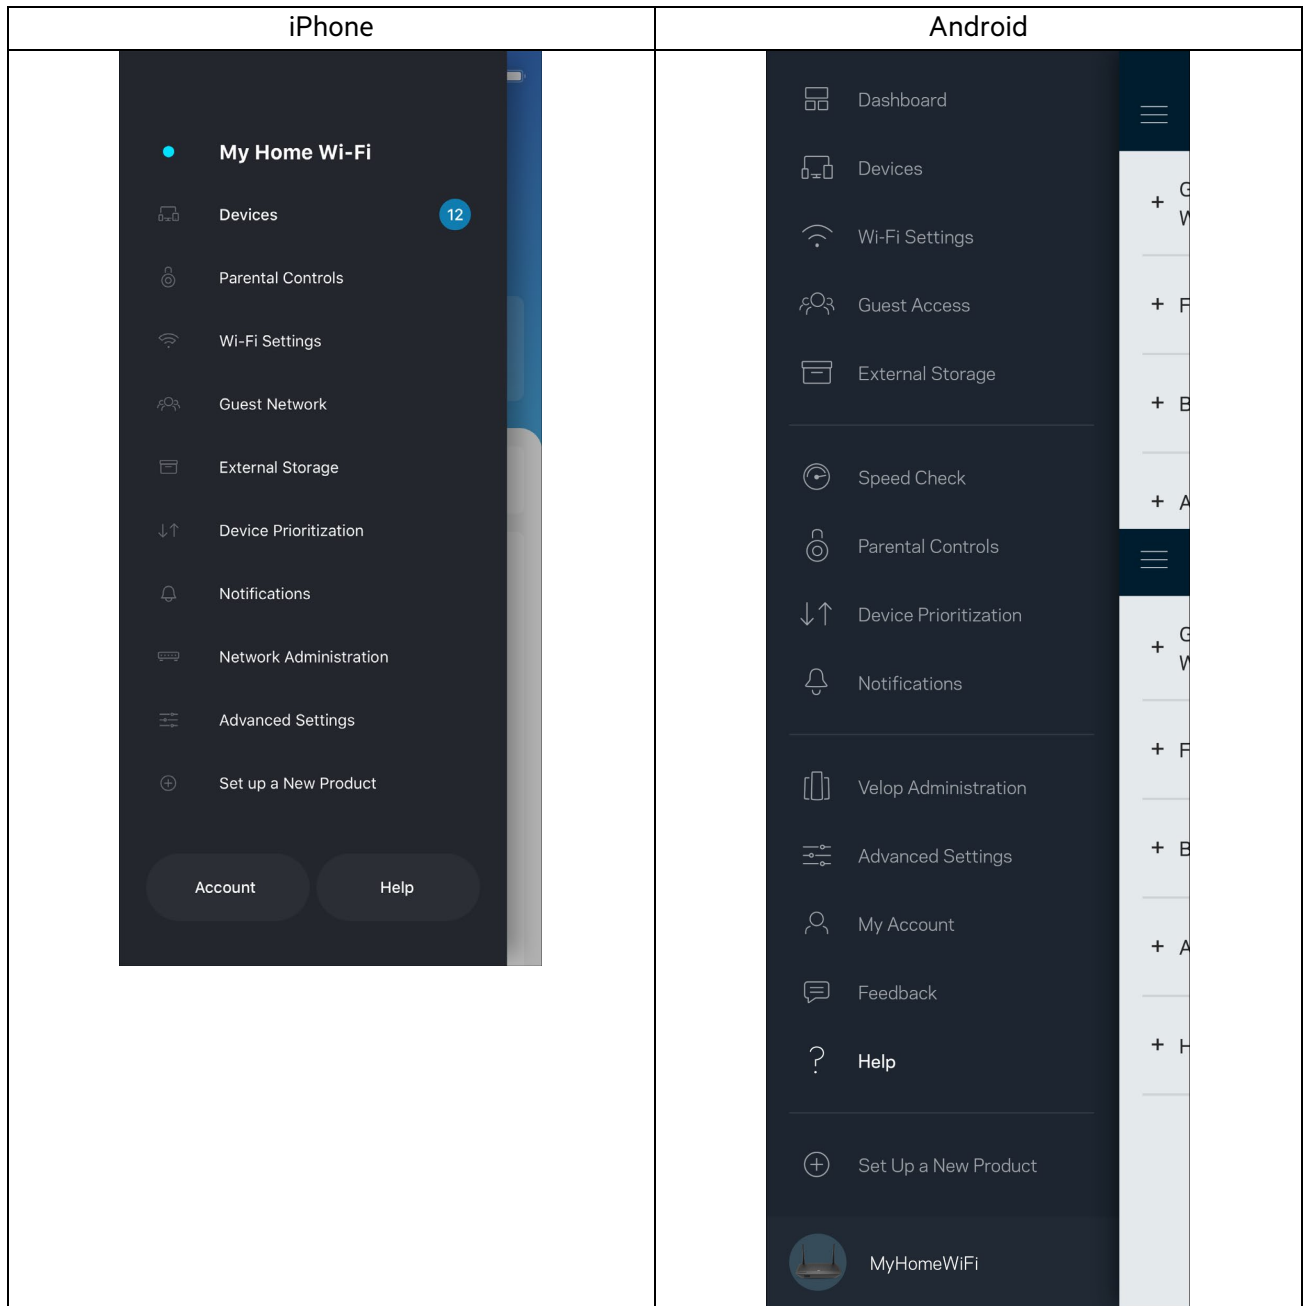 iPhone
Android
My Home Wi-Fi
Devices
12
Parental Controls
Wi-Fi Settings
Guest Network
External Storage
Device Prioritization
Notifications
Network Administration
Advanced Settings
Set up a New Product
Account
Help
Dashboard
Devices
Wi-Fi Settings
Guest Access
External Storage
Speed Check
Parental Controls
Device Prioritization
Notifications
Velop Administration
Advanced Settings
My Account
Feedback
Help
Set Up a New Product
MyHomeWiFi
+
+ F
+ B
+ A
+
+ F
+ B
+ A
+ H